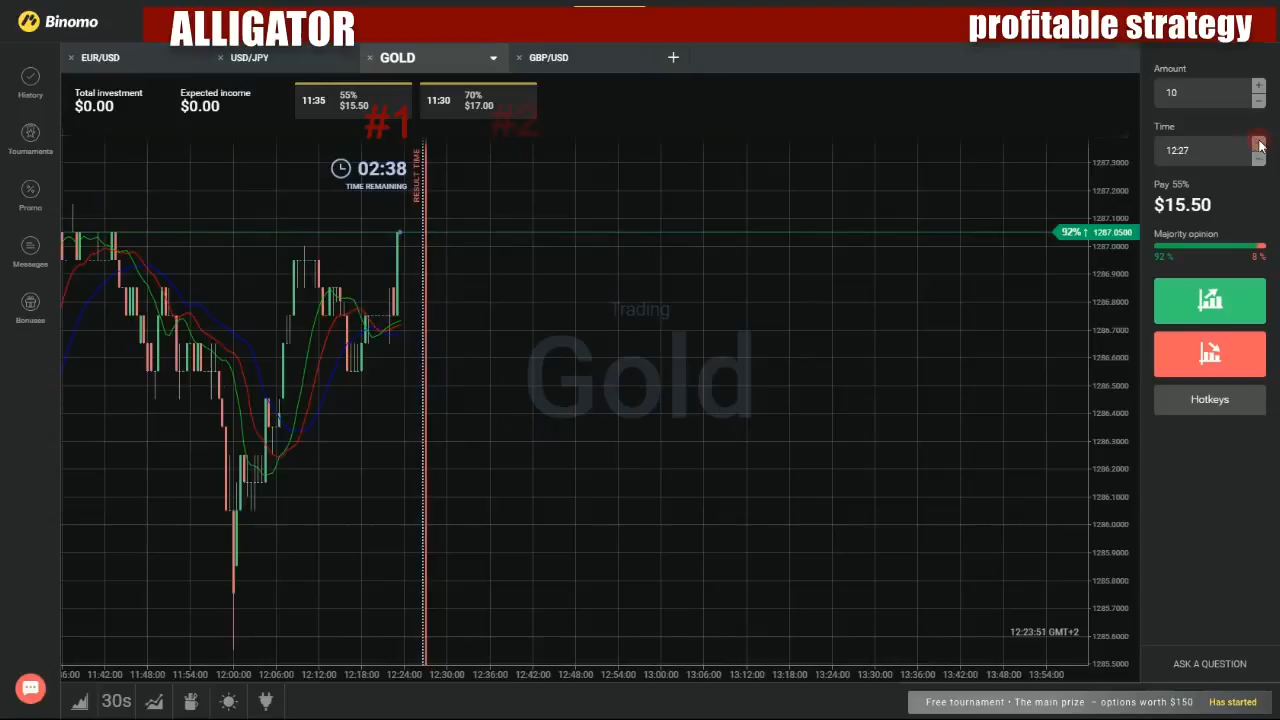 Binomo
ALLIGATOR
profitable strategy
EUR/USD
USD/JPY
GOLD
GBP/USD
+
History
Tournaments
Promo
Messages
Bonuses
Total investment
$0.00
Expected income
$0.00
11:35
55%
$15.50
11:30
70%
$17.00
#1
#2
02:38
TIME REMAINING
RESULT TIME
Trading
Gold
1287.3000
1287.2000
1287.1000
92% ↑ 1287.0500
1287.0000
1286.9000
1286.8000
1286.7000
1286.6000
1286.5000
1286.4000
1286.3000
1286.2000
1286.1000
1286.0000
1285.9000
1285.8000
1285.7000
1285.6000
1285.5000
12:23:51 GMT+2
36:00 11:42:00 11:48:00 11:54:00 12:00:00 12:06:00 12:12:00 12:18:00 12:24:00 12:30:00 12:36:00 12:42:00 12:48:00 12:54:00 13:00:00 13:06:00 13:12:00 13:18:00 13:24:00 13:30:00 13:36:00 13:42:00 13:48:00 13:54:00
30s
Amount
10
Time
12:27
Pay 55%
$15.50
Majority opinion
92 % 8 %
Hotkeys
ASK A QUESTION
Free tournament • The main prize – options worth $150 Has started